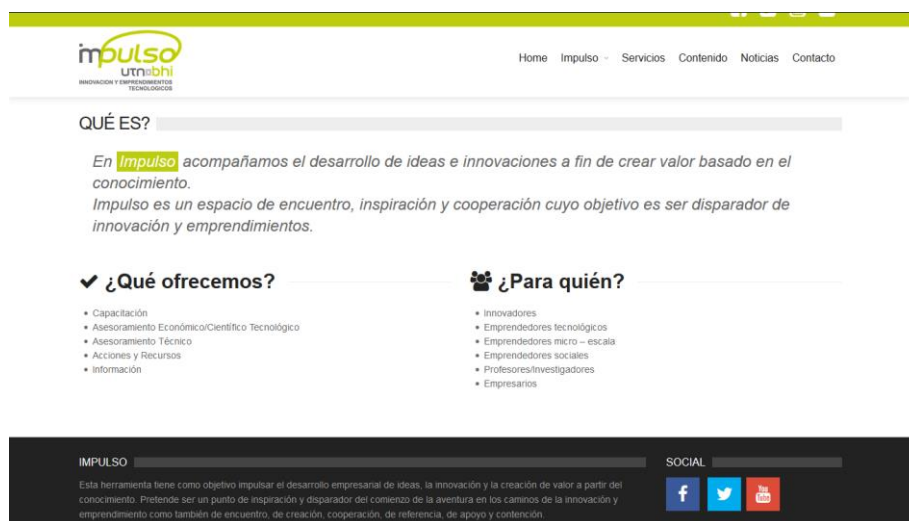 impulso
utn bhi
INNOVACION Y EMPRENDIMIENTOS
TECNOLOGICOS
Home Impulso Servicios Contenido Noticias Contacto
QUÉ ES?
En Impulso acompañamos el desarrollo de ideas e innovaciones a fin de crear valor basado en el
conocimiento.
Impulso es un espacio de encuentro, inspiración y cooperación cuyo objetivo es ser disparador de
innovación y emprendimientos.
¿Qué ofrecemos?
• Capacitación
• Asesoramiento Económico/Científico Tecnológico
• Asesoramiento Técnico
• Acciones y Recursos
• Información
¿Para quién?
• Innovadores
• Emprendedores tecnológicos
• Emprendedores micro – escala
• Emprendedores sociales
• Profesores/Investigadores
• Empresarios
IMPULSO
Esta herramienta tiene como objetivo impulsar el desarrollo empresarial de ideas, la innovación y la creación de valor a partir del
conocimiento. Pretende ser un punto de inspiración y disparador del comienzo de la aventura en los caminos de la innovación y
emprendimiento como también de encuentro, de creación, cooperación, de referencia, de apoyo y contención.
SOCIAL
f
You
Tube